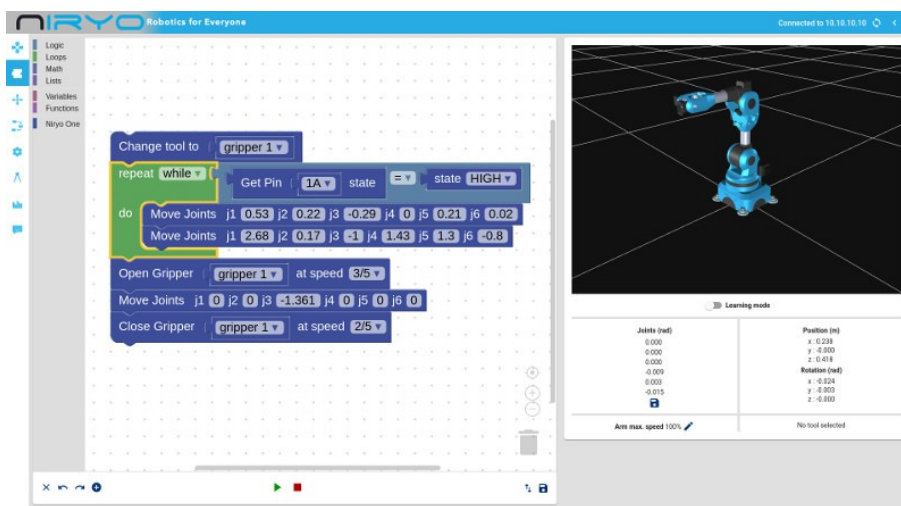 NIRYO Robotics for Everyone
Connected to 10.10.10.10
Logic
Loops
Math
Lists
Variables
Functions
Niryo One
Change tool to gripper 1
repeat while Get Pin 1A state = state HIGH
do Move Joints j1 0.53 j2 0.22 j3 -0.29 j4 0 j5 0.21 j6 0.02
Move Joints j1 2.68 j2 0.17 j3 -1 j4 1.43 j5 1.3 j6 -0.8
Open Gripper gripper 1 at speed 3/5
Move Joints j1 0 j2 0 j3 -1.361 j4 0 j5 0 j6 0
Close Gripper gripper 1 at speed 2/5
Learning mode
Joints (rad)
0.000
0.000
0.000
-0.009
0.003
-0.015
Position (m)
x : 0.238
y : -0.000
z : 0.418
Rotation (rad)
x : -0.024
y : -0.003
z : -0.000
Arm max. speed 100%
No tool selected